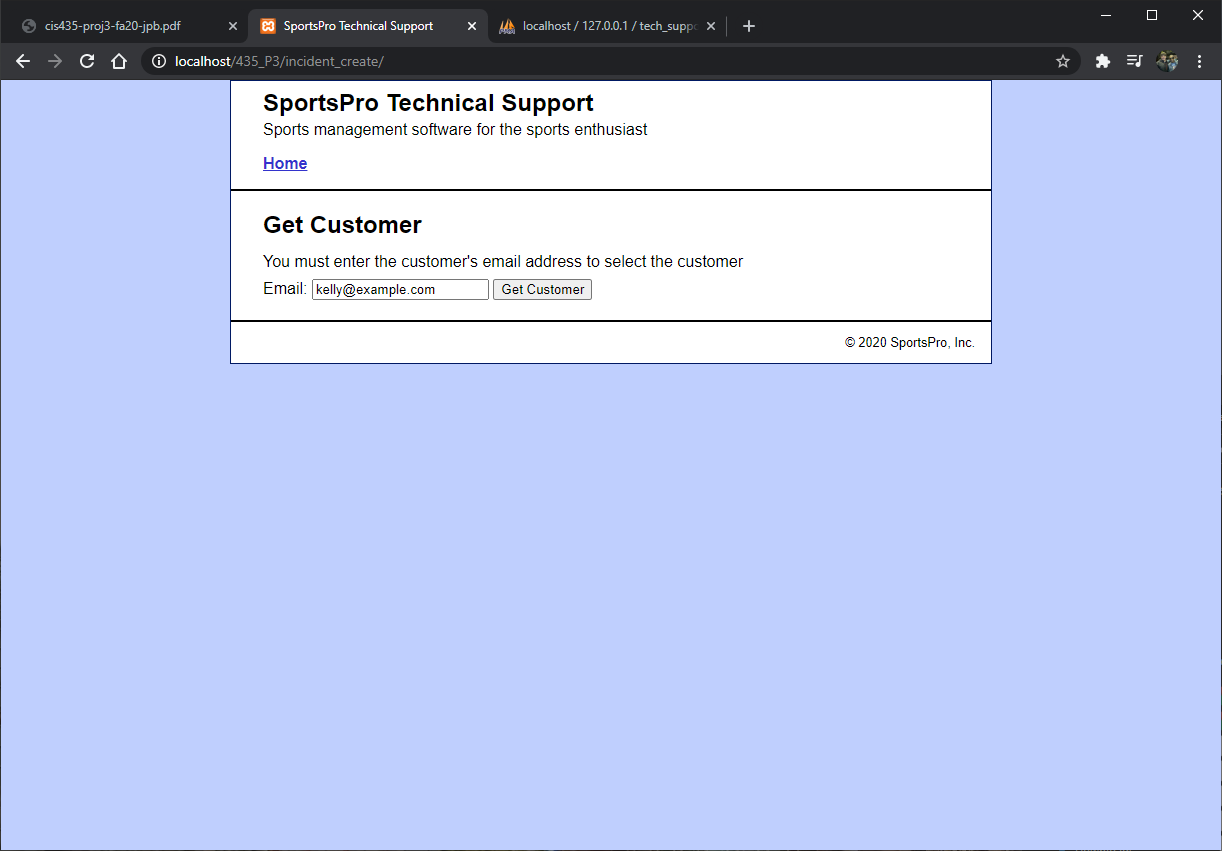 cis435-proj3-fa20-jpb.pdf
SportsPro Technical Support
localhost / 127.0.0.1 / tech_supp
localhost/435_P3/incident_create/
SportsPro Technical Support
Sports management software for the sports enthusiast
Home
Get Customer
You must enter the customer's email address to select the customer
Email: kelly@example.com Get Customer
© 2020 SportsPro, Inc.